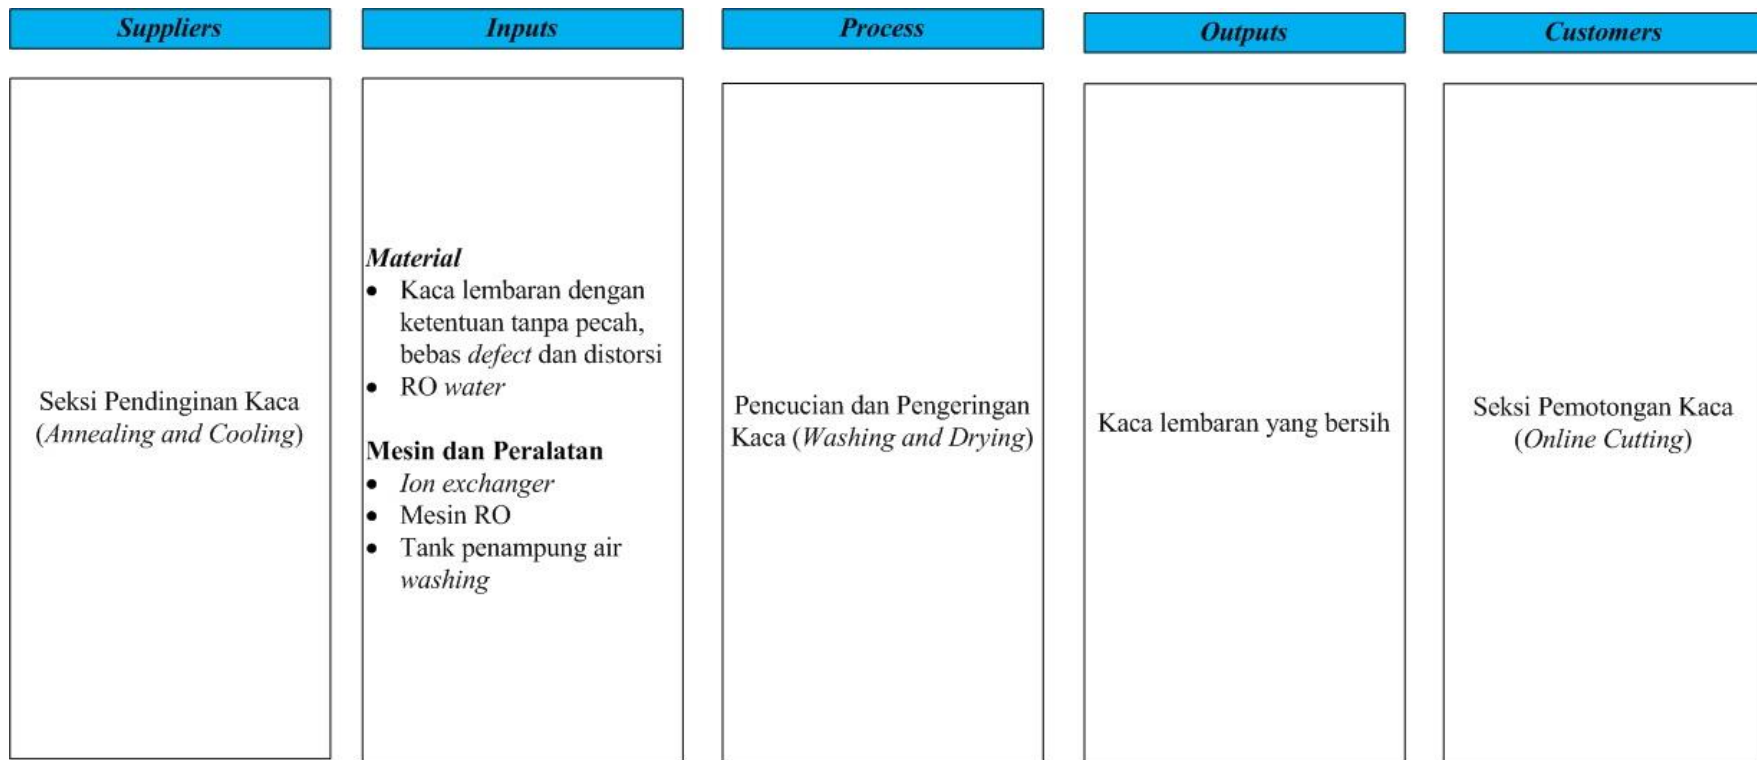 Suppliers
Inputs
Process
Outputs
Customers
Seksi Pendinginan Kaca
(Annealing and Cooling)
Material
• Kaca lembaran dengan
ketentuan tanpa pecah,
bebas defect dan distorsi
• RO water
Mesin dan Peralatan
• Ion exchanger
• Mesin RO
• Tank penampung air
washing
Pencucian dan Pengeringan
Kaca (Washing and Drying)
Kaca lembaran yang bersih
Seksi Pemotongan Kaca
(Online Cutting)